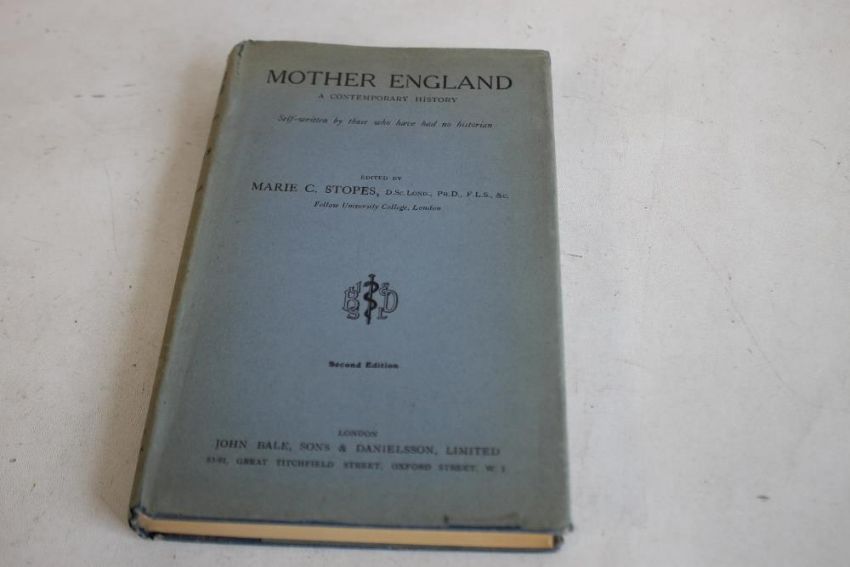 MOTHER ENGLAND
A CONTEMPORARY HISTORY
Self-written by those who have had no historian
EDITED BY
MARIE C. STOPES, D.Sc. LOND., PH.D., F.L.S., &c.
Fellow University College, London
Second Edition
LONDON
JOHN BALE, SONS & DANIELSSON, LIMITED
83-91, GREAT TITCHFIELD STREET, OXFORD STREET, W. 1